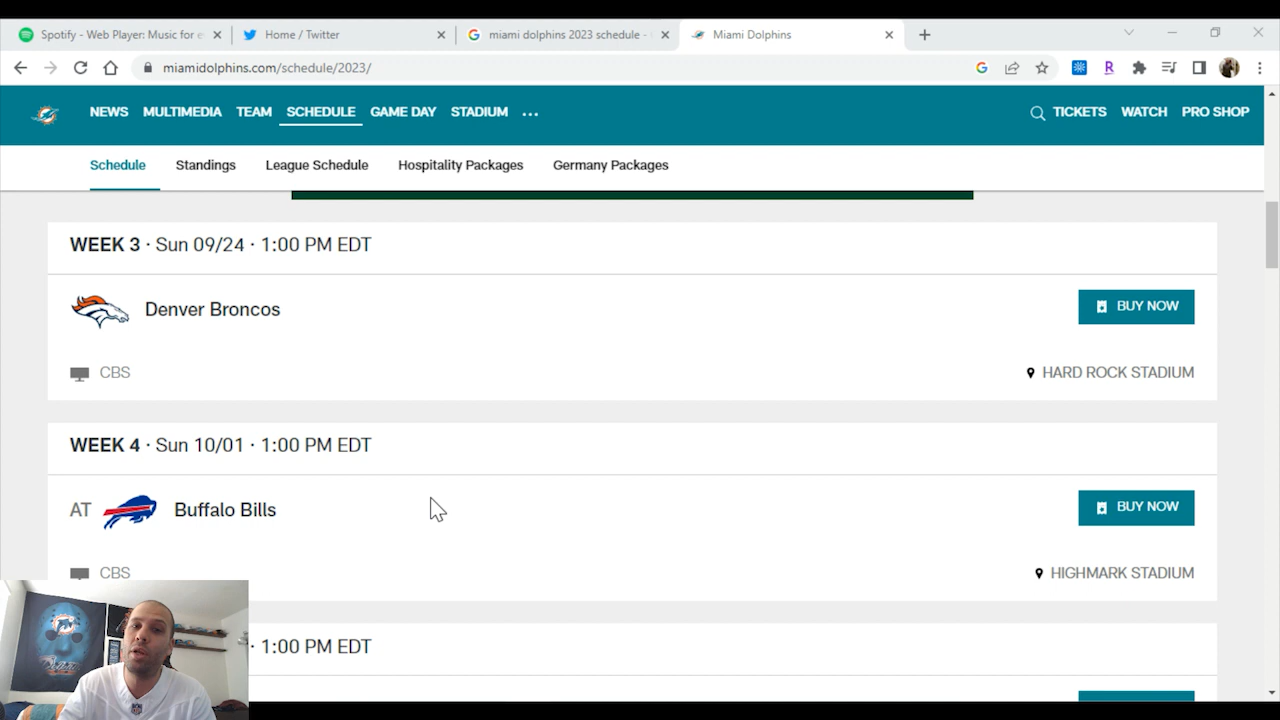 Spotify - Web Player: Music for e
Home / Twitter
miami dolphins 2023 schedule -
Miami Dolphins
miamidolphins.com/schedule/2023/
NEWS MULTIMEDIA TEAM SCHEDULE GAME DAY STADIUM ... TICKETS WATCH PRO SHOP
Schedule Standings League Schedule Hospitality Packages Germany Packages
WEEK 3 · Sun 09/24 · 1:00 PM EDT
Denver Broncos BUY NOW
CBS HARD ROCK STADIUM
WEEK 4 · Sun 10/01 · 1:00 PM EDT
AT Buffalo Bills BUY NOW
CBS HIGHMARK STADIUM
· 1:00 PM EDT